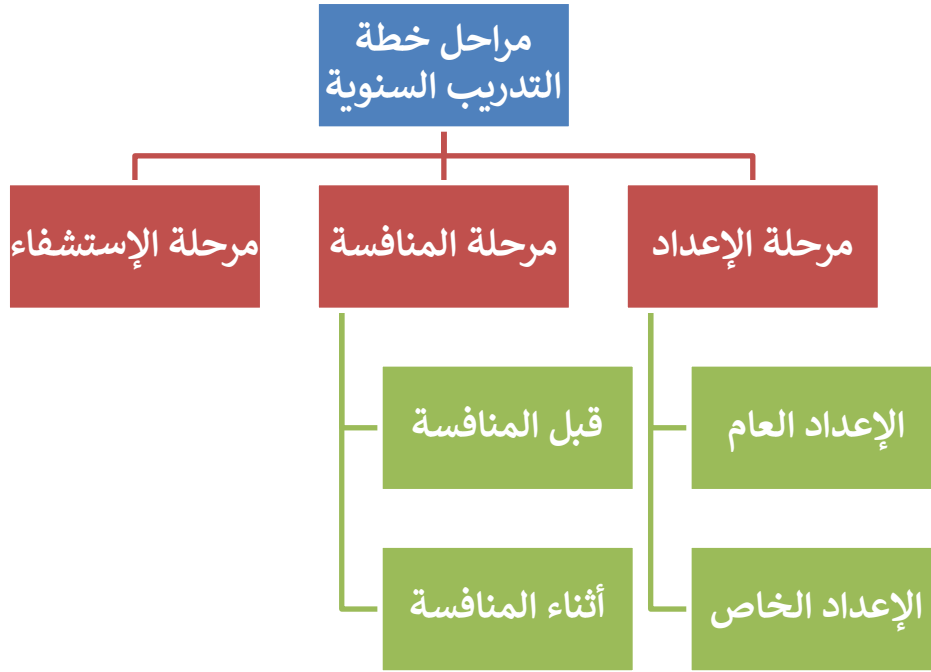 مراحل خطة
التدريب السنوية
مرحلة الإعداد
مرحلة المنافسة
مرحلة الإستشفاء
الإعداد العام
قبل المنافسة
الإعداد الخاص
أثناء المنافسة